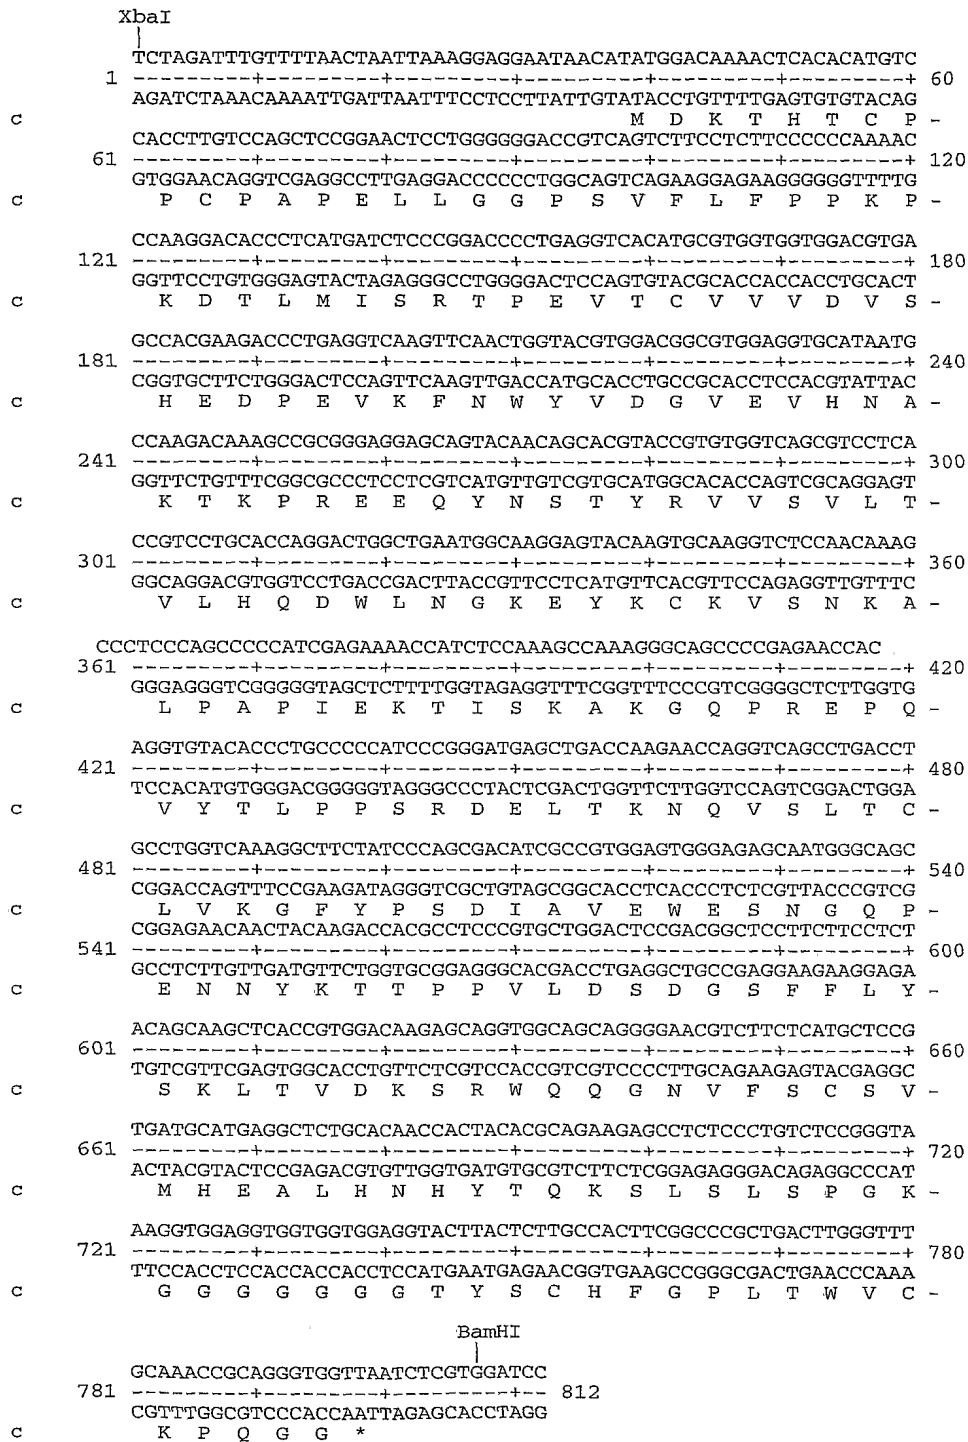 XbaI
|
TCTAGATTTGTTTTAACTAATTAAAGGAGGAATAACATATGGACAAAACTCACACATGTC
1 ---------+---------+---------+---------+---------+---------+ 60
AGATCTAAACAAAATTGATTAATTTCCTCCTTATTGTATACCTGTTTTGAGTGTGTACAG
c M D K T H T C P -
CACCTTGTCCAGCTCCGGAACTCCTGGGGGGACCGTCAGTCTTCCTCTTCCCCCCAAAAC
61 ---------+---------+---------+---------+---------+---------+ 120
GTGGAACAGGTCGAGGCCTTGAGGACCCCCCTGGCAGTCAGAAGGAGAAGGGGGGTTTTG
c P C P A P E L L G G P S V F L F P P K P -
CCAAGGACACCCTCATGATCTCCCGGACCCCTGAGGTCACATGCGTGGTGGTGGACGTGA
121 ---------+---------+---------+---------+---------+---------+ 180
GGTTCCTGTGGGAGTACTAGAGGGCCTGGGGACTCCAGTGTACGCACCACCACCTGCACT
c K D T L M I S R T P E V T C V V V D V S -
GCCACGAAGACCCTGAGGTCAAGTTCAACTGGTACGTGGACGGCGTGGAGGTGCATAATG
181 ---------+---------+---------+---------+---------+---------+ 240
CGGTGCTTCTGGGACTCCAGTTCAAGTTGACCATGCACCTGCCGCACCTCCACGTATTAC
c H E D P E V K F N W Y V D G V E V H N A -
CCAAGACAAAGCCGCGGGAGGAGCAGTACAACAGCACGTACCGTGTGGTCAGCGTCCTCA
241 ---------+---------+---------+---------+---------+---------+ 300
GGTTCTGTTTCGGCGCCCTCCTCGTCATGTTGTCGTGCATGGCACACCAGTCGCAGGAGT
c K T K P R E E Q Y N S T Y R V V S V L T -
CCGTCCTGCACCAGGACTGGCTGAATGGCAAGGAGTACAAGTGCAAGGTCTCCAACAAAG
301 ---------+---------+---------+---------+---------+---------+ 360
GGCAGGACGTGGTCCTGACCGACTTACCGTTCCTCATGTTCACGTTCCAGAGGTTGTTTC
c V L H Q D W L N G K E Y K C K V S N K A -
CCCTCCCAGCCCCCATCGAGAAAACCATCTCCAAAGCCAAAGGGCAGCCCCGAGAACCAC
361 ---------+---------+---------+---------+---------+---------+ 420
GGGAGGGTCGGGGGTAGCTCTTTTGGTAGAGGTTTCGGTTTCCCGTCGGGGCTCTTGGTG
c L P A P I E K T I S K A K G Q P R E P Q -
AGGTGTACACCCTGCCCCCATCCCGGGATGAGCTGACCAAGAACCAGGTCAGCCTGACCT
421 ---------+---------+---------+---------+---------+---------+ 480
TCCACATGTGGGACGGGGGTAGGGCCCTACTCGACTGGTTCTTGGTCCAGTCGGACTGGA
c V Y T L P P S R D E L T K N Q V S L T C -
GCCTGGTCAAAGGCTTCTATCCCAGCGACATCGCCGTGGAGTGGGAGAGCAATGGGCAGC
481 ---------+---------+---------+---------+---------+---------+ 540
CGGACCAGTTTCCGAAGATAGGGTCGCTGTAGCGGCACCTCACCCTCTCGTTACCCGTCG
c L V K G F Y P S D I A V E W E S N G Q P -
CGGAGAACAACTACAAGACCACGCCTCCCGTGCTGGACTCCGACGGCTCCTTCTTCCTCT
541 ---------+---------+---------+---------+---------+---------+ 600
GCCTCTTGTTGATGTTCTGGTGCGGAGGGCACGACCTGAGGCTGCCGAGGAAGAAGGAGA
c E N N Y K T T P P V L D S D G S F F L Y -
ACAGCAAGCTCACCGTGGACAAGAGCAGGTGGCAGCAGGGGAACGTCTTCTCATGCTCCG
601 ---------+---------+---------+---------+---------+---------+ 660
TGTCGTTCGAGTGGCACCTGTTCTCGTCCACCGTCGTCCCCTTGCAGAAGAGTACGAGGC
c S K L T V D K S R W Q Q G N V F S C S V -
TGATGCATGAGGCTCTGCACAACCACTACACGCAGAAGAGCCTCTCCCTGTCTCCGGGTA
661 ---------+---------+---------+---------+---------+---------+ 720
ACTACGTACTCCGAGACGTGTTGGTGATGTGCGTCTTCTCGGAGAGGGACAGAGGCCCAT
c M H E A L H N H Y T Q K S L S L S P G K -
AAGGTGGAGGTGGTGGTGGAGGTACTTACTCTTGCCACTTCGGCCCGCTGACTTGGGTTT
721 ---------+---------+---------+---------+---------+---------+ 780
TTCCACCTCCACCACCACCTCCATGAATGAGAACGGTGAAGCCGGGCGACTGAACCCAAA
c G G G G G G G T Y S C H F G P L T W V C -
BamHI
|
GCAAACCGCAGGGTGGTTAATCTCGTGGATCC
781 ---------+---------+---------+-- 812
CGTTTGGCGTCCCACCAATTAGAGCACCTAGG
c K P Q G G *